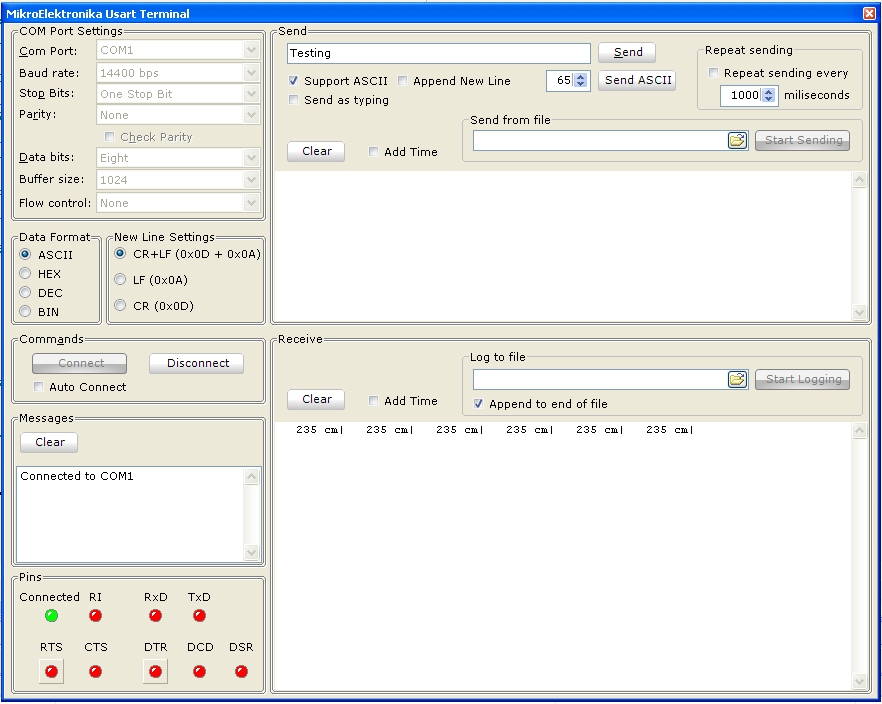 MikroElektronika Usart Terminal
COM Port Settings
Com Port: COM1
Baud rate: 14400 bps
Stop Bits: One Stop Bit
Parity: None
Check Parity
Data bits: Eight
Buffer size: 1024
Flow control: None
Data Format
ASCII
HEX
DEC
BIN
New Line Settings
CR+LF (0x0D + 0x0A)
LF (0x0A)
CR (0x0D)
Commands
Connect Disconnect
Auto Connect
Messages
Clear
Connected to COM1
Pins
Connected RI RxD TxD
RTS CTS DTR DCD DSR
Send
Testing Send
Support ASCII Append New Line 65 Send ASCII
Send as typing
Repeat sending
Repeat sending every
1000 miliseconds
Send from file
Start Sending
Clear Add Time
Receive
Log to file
Start Logging
Append to end of file
Clear Add Time
235 cm| 235 cm| 235 cm| 235 cm| 235 cm| 235 cm|